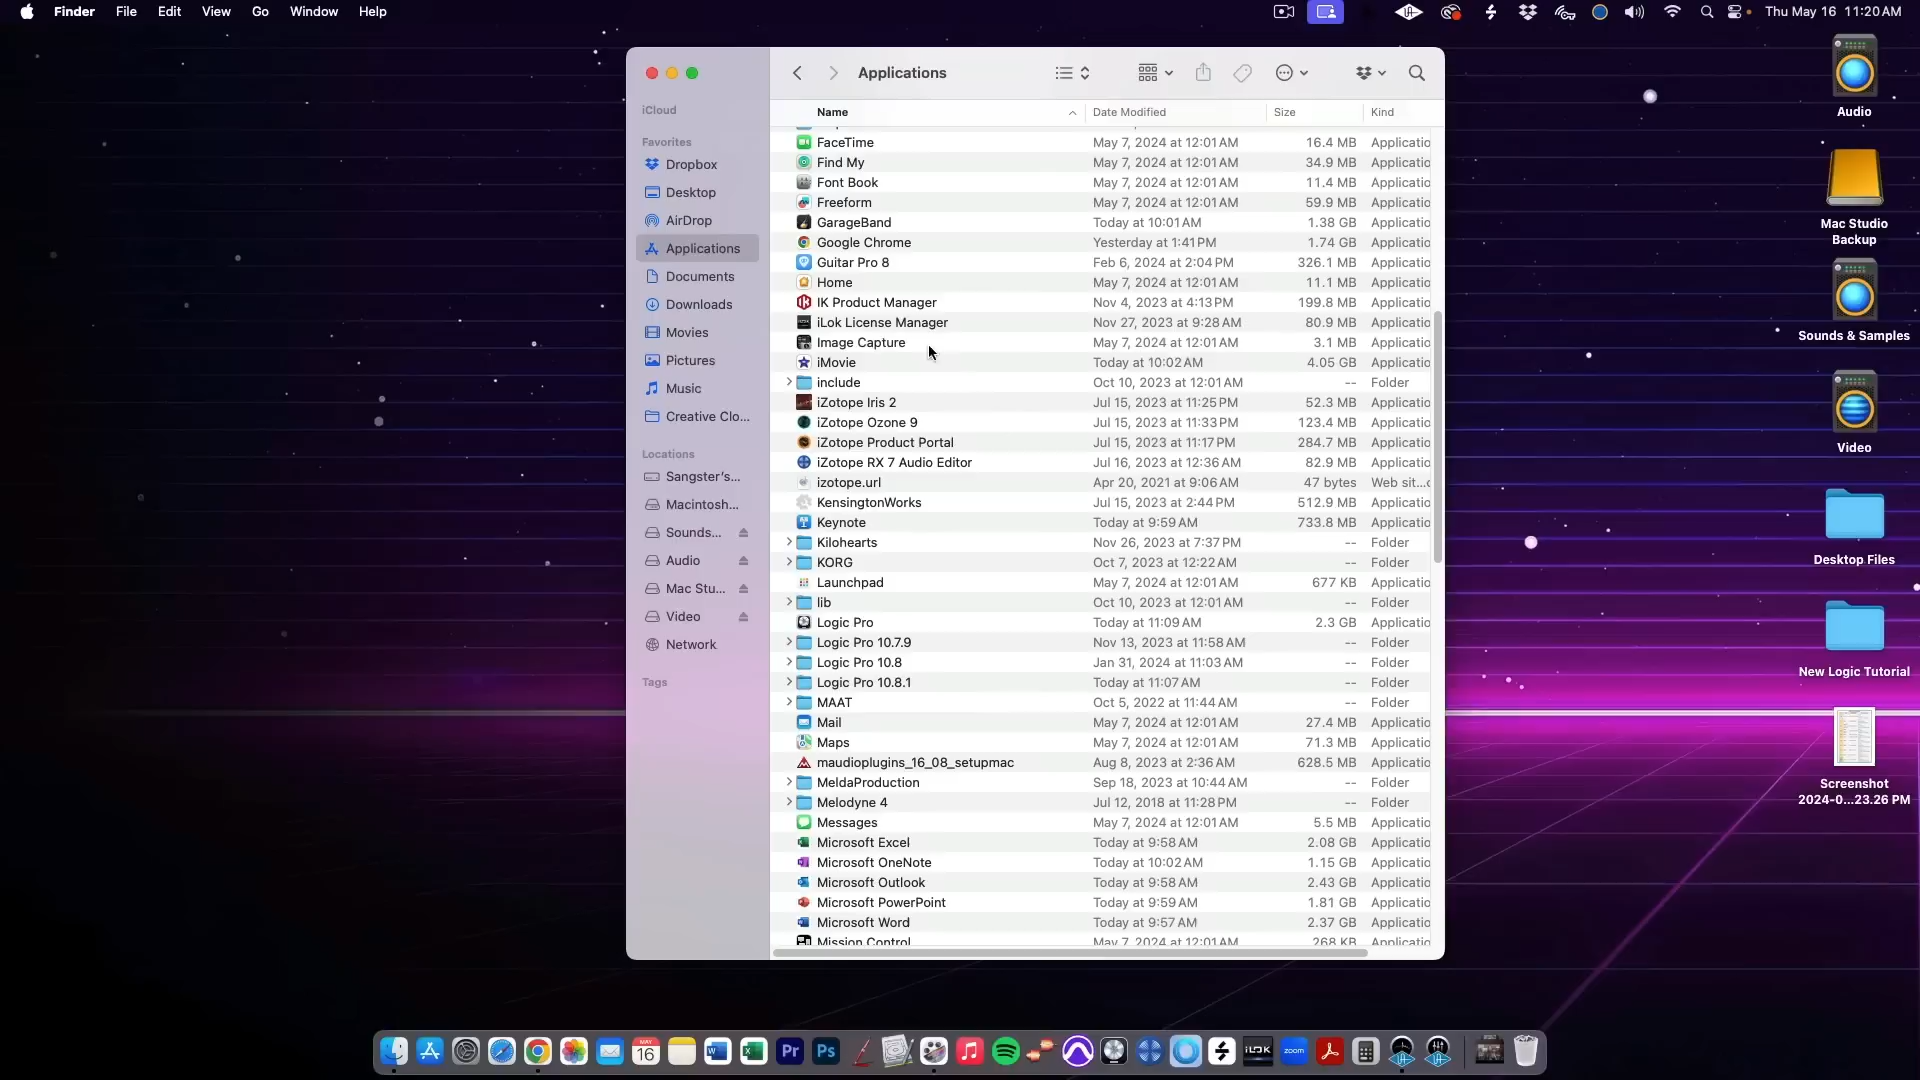 Finder File Edit View Go Window Help
Thu May 16 11:20 AM
Applications
iCloud
Favorites
Dropbox
Desktop
AirDrop
Applications
Documents
Downloads
Movies
Pictures
Music
Creative Clo...
Locations
Sangster's...
Macintosh...
Sounds...
Audio
Mac Stu...
Video
Network
Tags
Name Date Modified Size Kind
FaceTime May 7, 2024 at 12:01 AM 16.4 MB Applicatio
Find My May 7, 2024 at 12:01 AM 34.9 MB Applicatio
Font Book May 7, 2024 at 12:01 AM 11.4 MB Applicatio
Freeform May 7, 2024 at 12:01 AM 59.9 MB Applicatio
GarageBand Today at 10:01 AM 1.38 GB Applicatio
Google Chrome Yesterday at 1:41 PM 1.74 GB Applicatio
Guitar Pro 8 Feb 6, 2024 at 2:04 PM 326.1 MB Applicatio
Home May 7, 2024 at 12:01 AM 11.1 MB Applicatio
IK Product Manager Nov 4, 2023 at 4:13 PM 199.8 MB Applicatio
iLok License Manager Nov 27, 2023 at 9:28 AM 80.9 MB Applicatio
Image Capture May 7, 2024 at 12:01 AM 3.1 MB Applicatio
iMovie Today at 10:02 AM 4.05 GB Applicatio
include Oct 10, 2023 at 12:01 AM -- Folder
iZotope Iris 2 Jul 15, 2023 at 11:25 PM 52.3 MB Applicatio
iZotope Ozone 9 Jul 15, 2023 at 11:33 PM 123.4 MB Applicatio
iZotope Product Portal Jul 15, 2023 at 11:17 PM 284.7 MB Applicatio
iZotope RX 7 Audio Editor Jul 16, 2023 at 12:36 AM 82.9 MB Applicatio
izotope.url Apr 20, 2021 at 9:06 AM 47 bytes Web sit...c
KensingtonWorks Jul 15, 2023 at 2:44 PM 512.9 MB Applicatio
Keynote Today at 9:59 AM 733.8 MB Applicatio
Kilohearts Nov 26, 2023 at 7:37 PM -- Folder
KORG Oct 7, 2023 at 12:22 AM -- Folder
Launchpad May 7, 2024 at 12:01 AM 677 KB Applicatio
lib Oct 10, 2023 at 12:01 AM -- Folder
Logic Pro Today at 11:09 AM 2.3 GB Applicatio
Logic Pro 10.7.9 Nov 13, 2023 at 11:58 AM -- Folder
Logic Pro 10.8 Jan 31, 2024 at 11:03 AM -- Folder
Logic Pro 10.8.1 Today at 11:07 AM -- Folder
MAAT Oct 5, 2022 at 11:44 AM -- Folder
Mail May 7, 2024 at 12:01 AM 27.4 MB Applicatio
Maps May 7, 2024 at 12:01 AM 71.3 MB Applicatio
maudioplugins_16_08_setupmac Aug 8, 2023 at 2:36 AM 628.5 MB Applicatio
MeldaProduction Sep 18, 2023 at 10:44 AM -- Folder
Melodyne 4 Jul 12, 2018 at 11:28 PM -- Folder
Messages May 7, 2024 at 12:01 AM 5.5 MB Applicatio
Microsoft Excel Today at 9:58 AM 2.08 GB Applicatio
Microsoft OneNote Today at 10:02 AM 1.15 GB Applicatio
Microsoft Outlook Today at 9:58 AM 2.43 GB Applicatio
Microsoft PowerPoint Today at 9:59 AM 1.81 GB Applicatio
Microsoft Word Today at 9:57 AM 2.37 GB Applicatio
Mission Control May 7, 2024 at 12:01 AM 268 KB Applicatio
Audio
Mac Studio
Backup
Sounds & Samples
Video
Desktop Files
New Logic Tutorial
Screenshot
2024-0...23.26 PM
MAY
16
Pr Ps
iLOK
zoom